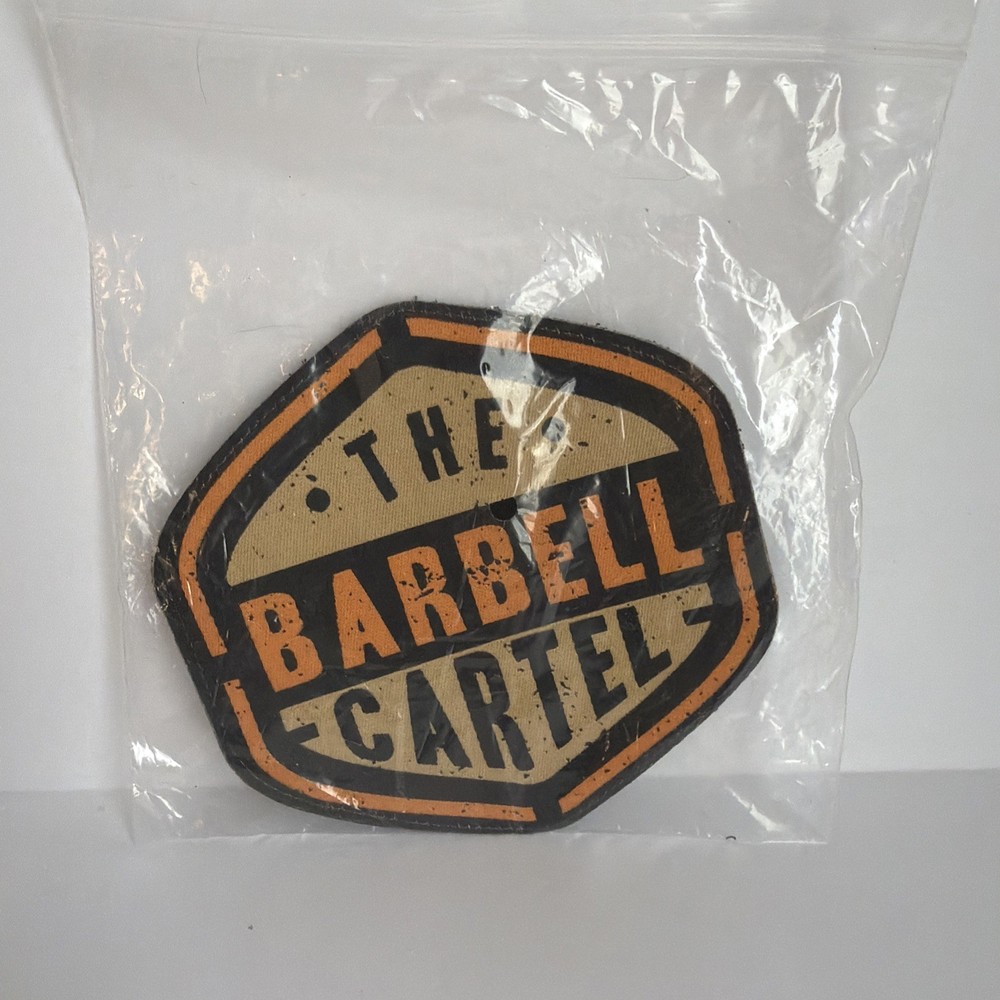 • THE •
BARBELL
- CARTEL -